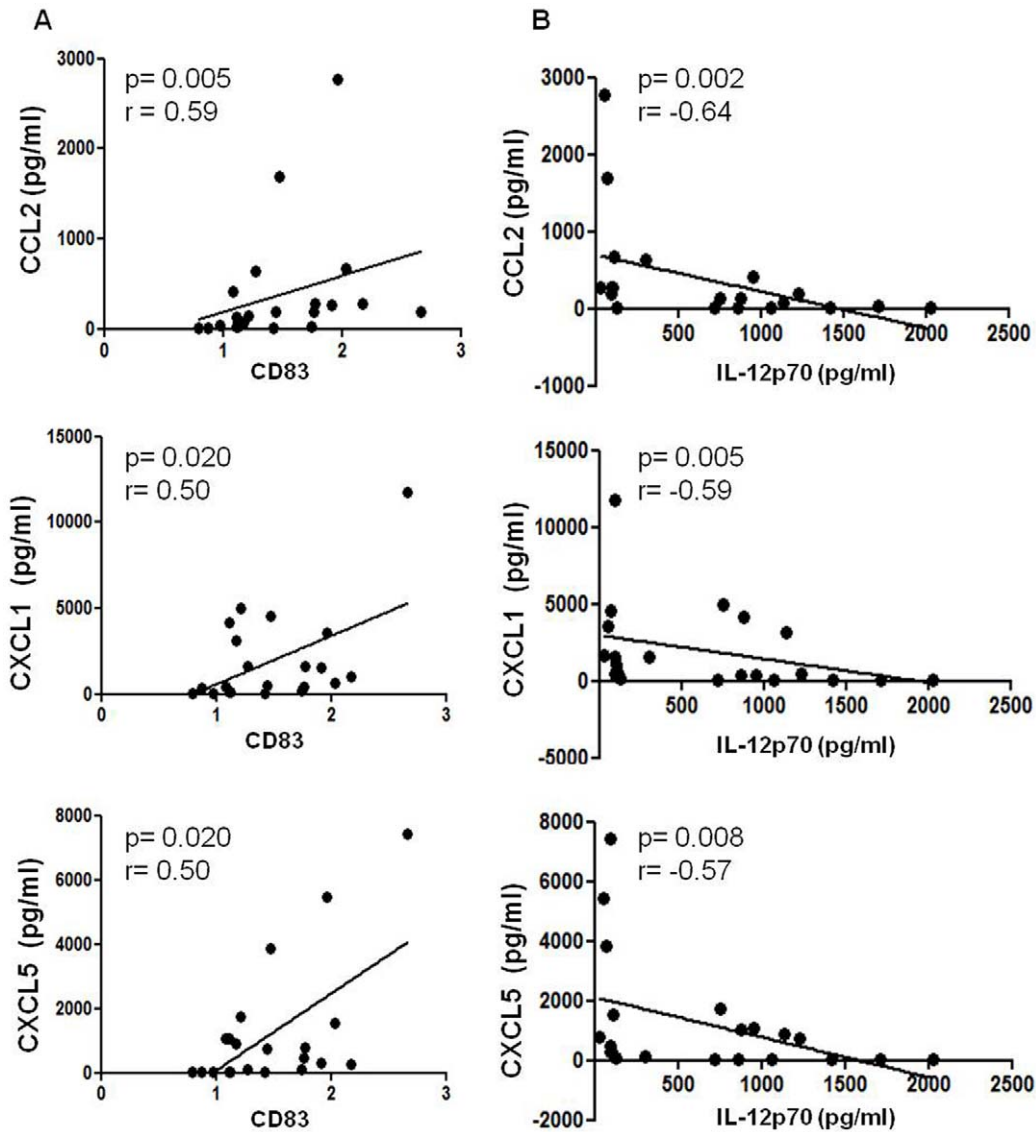 A
B
p= 0.005
r = 0.59
CCL2 (pg/ml)
3000
2000
1000
0
0
1
2
3
CD83
p= 0.002
r= -0.64
CCL2 (pg/ml)
3000
2000
1000
0
-1000
500
1000
1500
2000
2500
IL-12p70 (pg/ml)
p= 0.020
r= 0.50
CXCL1 (pg/ml)
15000
10000
5000
0
0
1
2
3
CD83
p= 0.005
r= -0.59
CXCL1 (pg/ml)
15000
10000
5000
0
-5000
500
1000
1500
2000
2500
IL-12p70 (pg/ml)
p= 0.020
r= 0.50
CXCL5 (pg/ml)
8000
6000
4000
2000
0
0
1
2
3
CD83
p= 0.008
r= -0.57
CXCL5 (pg/ml)
8000
6000
4000
2000
0
-2000
500
1000
1500
2000
2500
IL-12p70 (pg/ml)